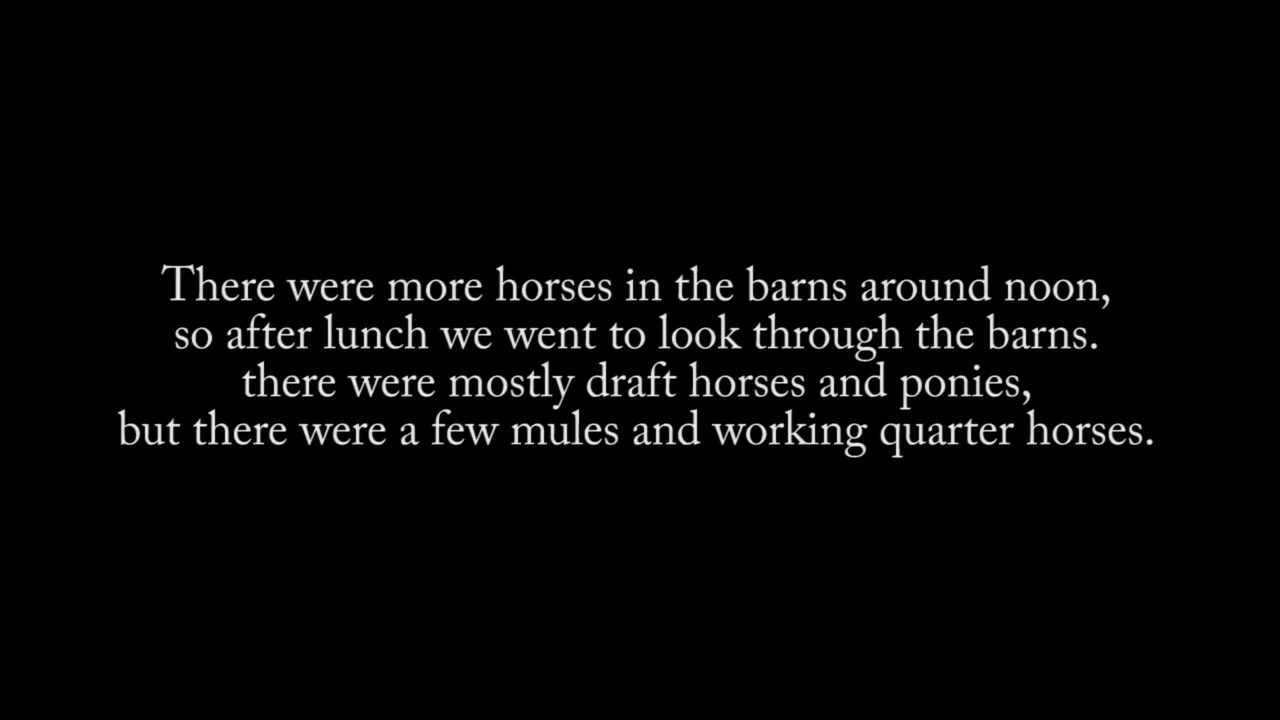 There were more horses in the barns around noon,
so after lunch we went to look through the barns.
there were mostly draft horses and ponies,
but there were a few mules and working quarter horses.